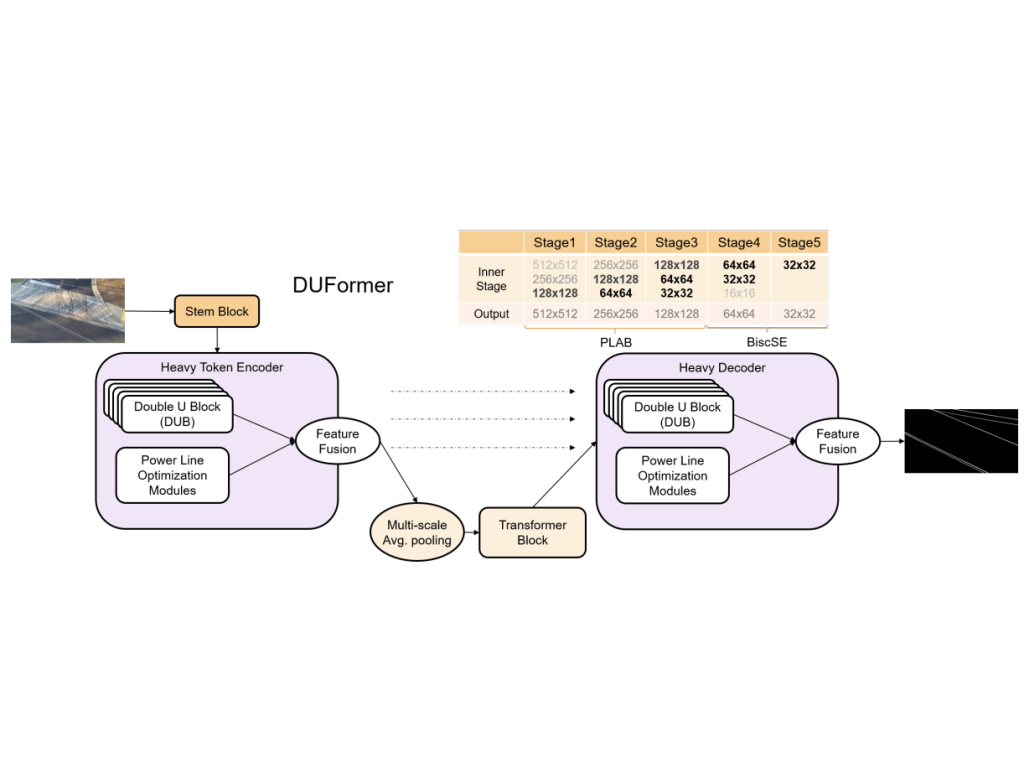 Stage1 Stage2 Stage3 Stage4 Stage5
Inner
Stage
512x512 256x256 128x128 64x64 32x32
256x256 128x128 64x64 32x32
128x128 64x64 32x32 16x16
Output 512x512 256x256 128x128 64x64 32x32
PLAB BiscSE
DUFormer
Stem Block
Heavy Token Encoder
Double U Block
(DUB)
Power Line
Optimization
Modules
Feature
Fusion
Multi-scale
Avg. pooling
Transformer
Block
Heavy Decoder
Double U Block
(DUB)
Power Line
Optimization
Modules
Feature
Fusion